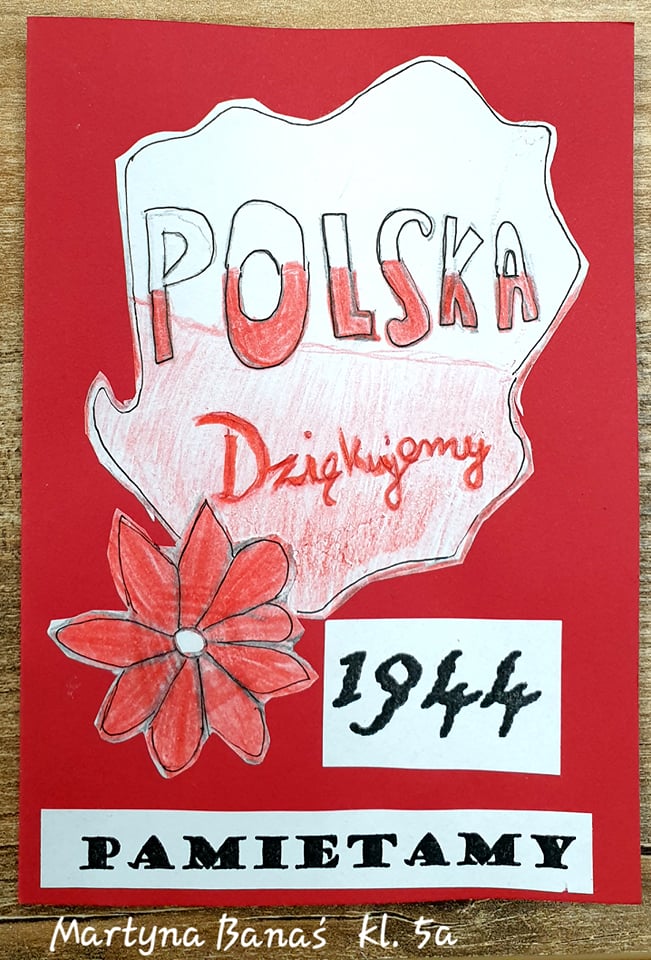 POLSKA
Dziękujemy
1944
PAMIETAMY
Martyna Banaś kl. 5a